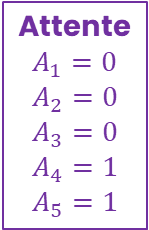 Attente
A₁ = 0
A₂ = 0
A₃ = 0
A₄ = 1
A₅ = 1